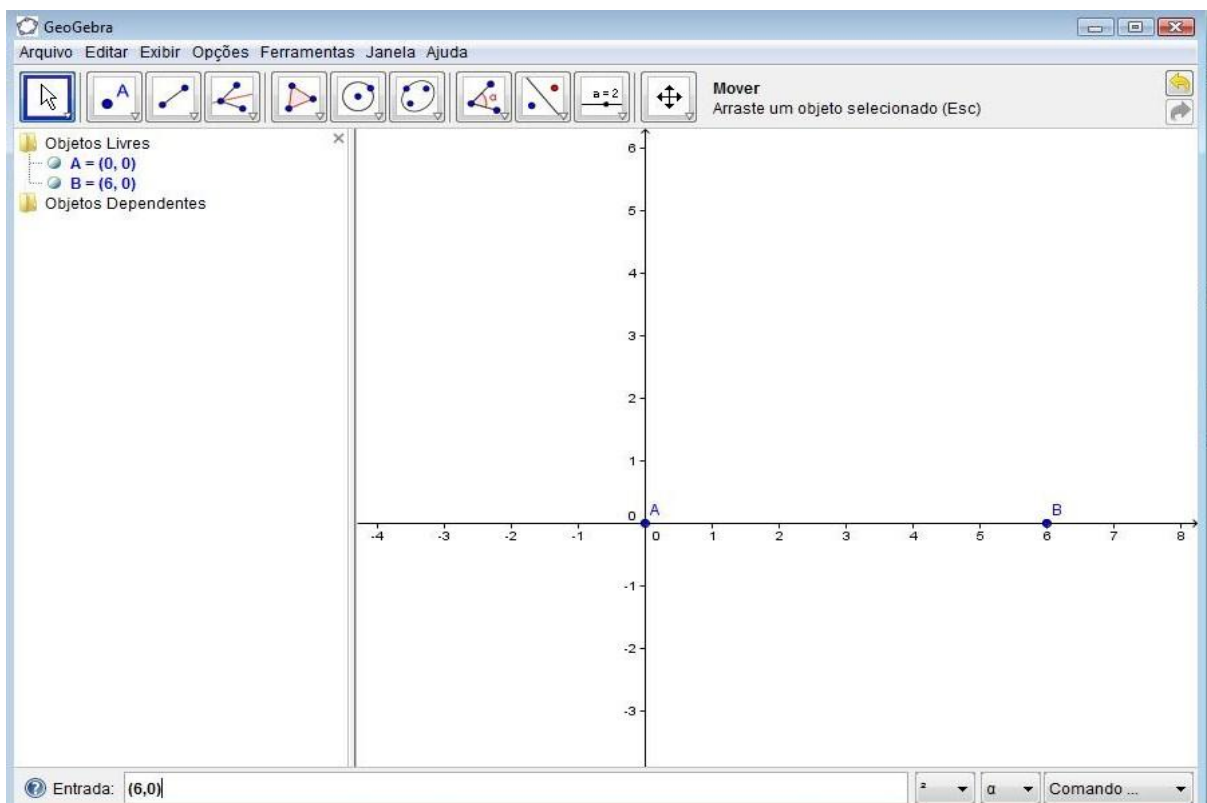 GeoGebra
Arquivo Editar Exibir Opções Ferramentas Janela Ajuda
A
α
a = 2
Mover
Arraste um objeto selecionado (Esc)
Objetos Livres
A = (0, 0)
B = (6, 0)
Objetos Dependentes
6
5
4
3
2
1
0
A
B
-4 -3 -2 -1 0 1 2 3 4 5 6 7 8
-1
-2
-3
Entrada: (6,0)
² α Comando ...